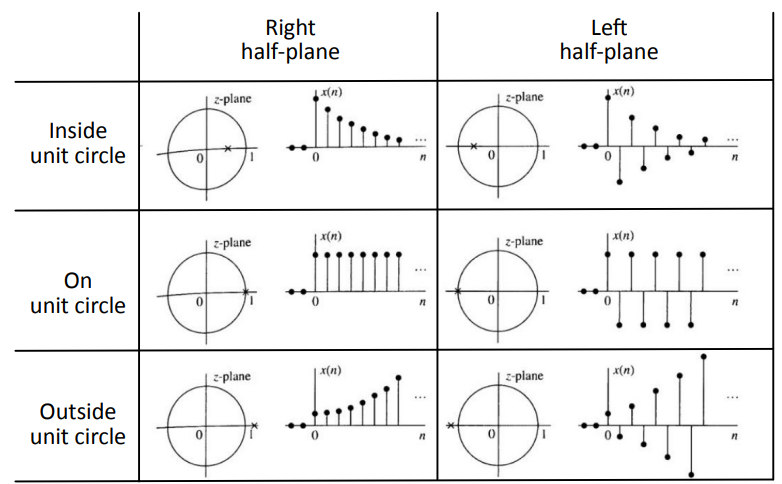 Right
half-plane
Left
half-plane
Inside
unit circle
z-plane
0
1
x(n)
0
...
n
z-plane
0
1
x(n)
0
...
n
On
unit circle
z-plane
0
1
x(n)
0
...
n
z-plane
0
1
x(n)
0
...
n
Outside
unit circle
z-plane
0
1
x(n)
0
...
n
z-plane
0
1
x(n)
0
...
n